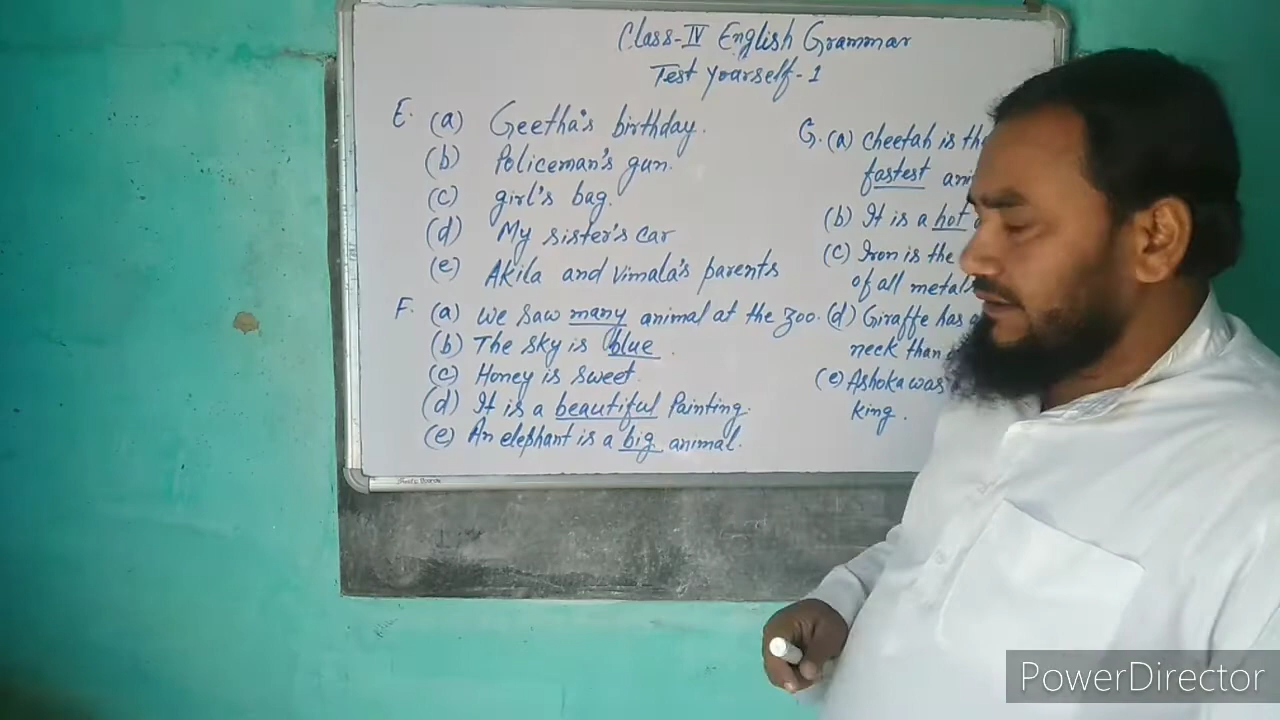 Class-IV English Grammar
Test yourself-1
E. (a) Geetha's birthday.
(b) Policeman's gun.
(c) girl's bag.
(d) My sister's car
(e) Akila and Vimala's parents
F. (a) We saw many animal at the zoo.
(b) The sky is blue.
(c) Honey is sweet.
(d) It is a beautiful Painting.
(e) An elephant is a big animal.
G. (a) Cheetah is
fastest
(b) It is a hot
(c) Iron is the
of all metals
(d) Giraffe has
neck than
(e) Ashoka was
king.
PowerDirector